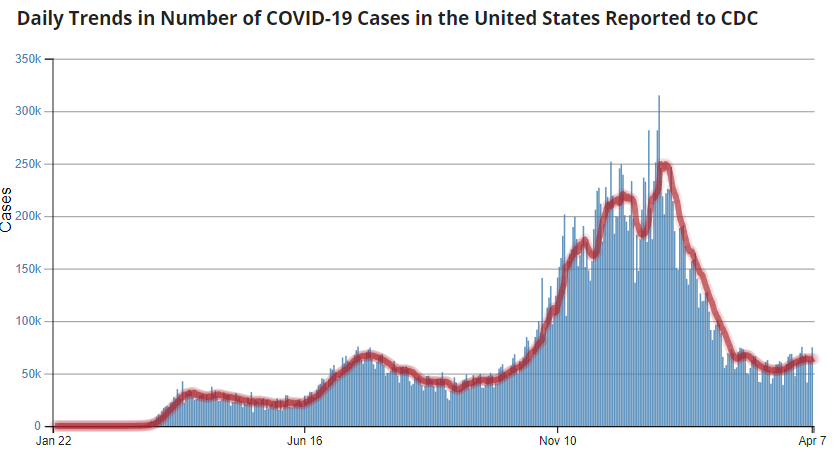 Daily Trends in Number of COVID-19 Cases in the United States Reported to CDC
350k
300k
250k
200k
150k
100k
50k
0
Cases
Jan 22
Jun 16
Nov 10
Apr 7